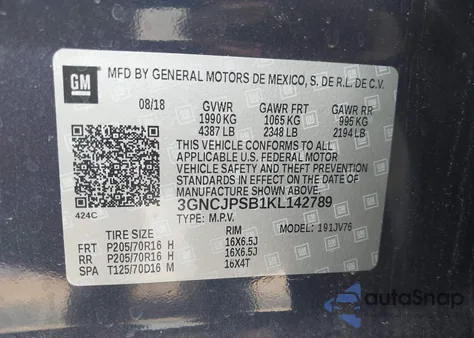 GM
MFD BY GENERAL MOTORS DE MEXICO, S. DE R.L. DE C.V.
08/18 GVWR GAWR FRT GAWR RR
1990 KG 1065 KG 995 KG
4387 LB 2348 LB 2194 LB
THIS VEHICLE CONFORMS TO ALL
APPLICABLE U.S. FEDERAL MOTOR
VEHICLE SAFETY AND THEFT PREVENTION
STANDARDS IN EFFECT ON THE DATE OF
MANUFACTURE SHOWN ABOVE.
424C
3GNCJPSB1KL142789
TYPE: M.P.V. MODEL: 191JV76
TIRE SIZE RIM
FRT P205/70R16 H 16X6.5J
RR P205/70R16 H 16X6.5J
SPA T125/70D16 M 16X4T
autoSnap